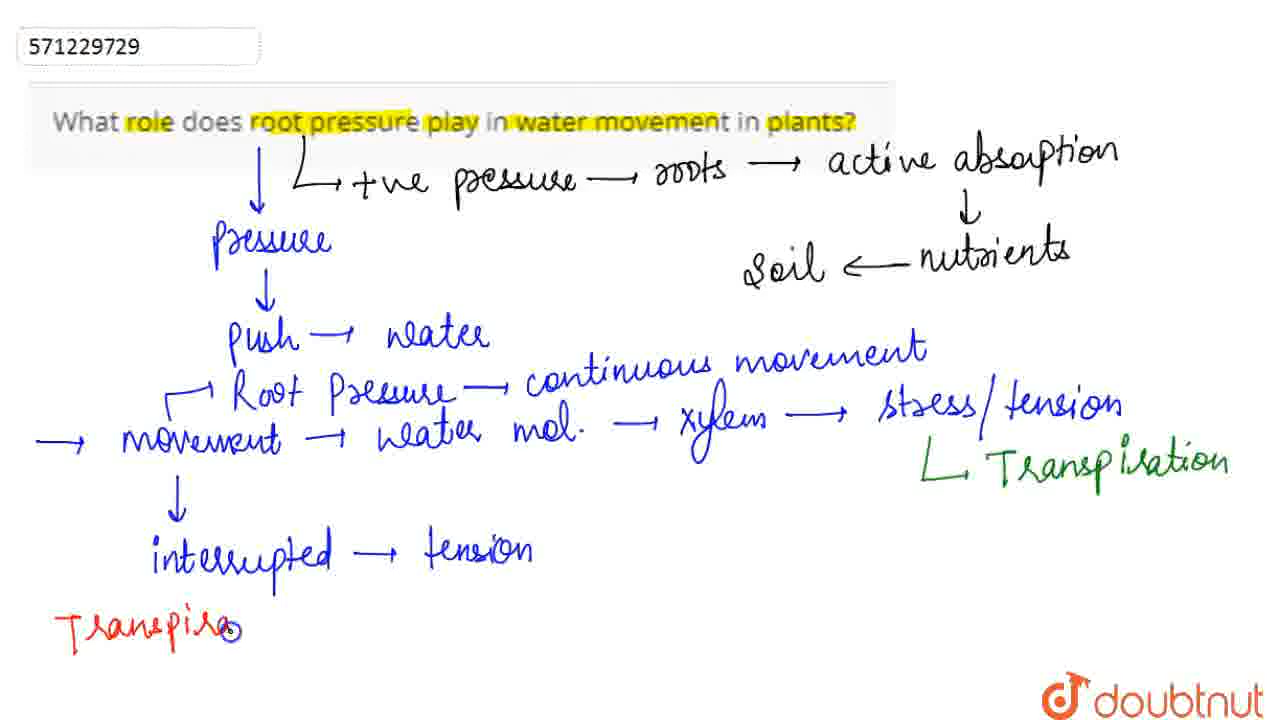 571229729
What role does root pressure play in water movement in plants?
+ve pressure → roots → active absorption
↓
pressure
soil ← nutrients
↓
push → water
Root Pressure → continuous movement
→ movement → water mol. → xylem → stress/tension
Transpiration
↓
interrupted → tension
Transpira
doubtnut